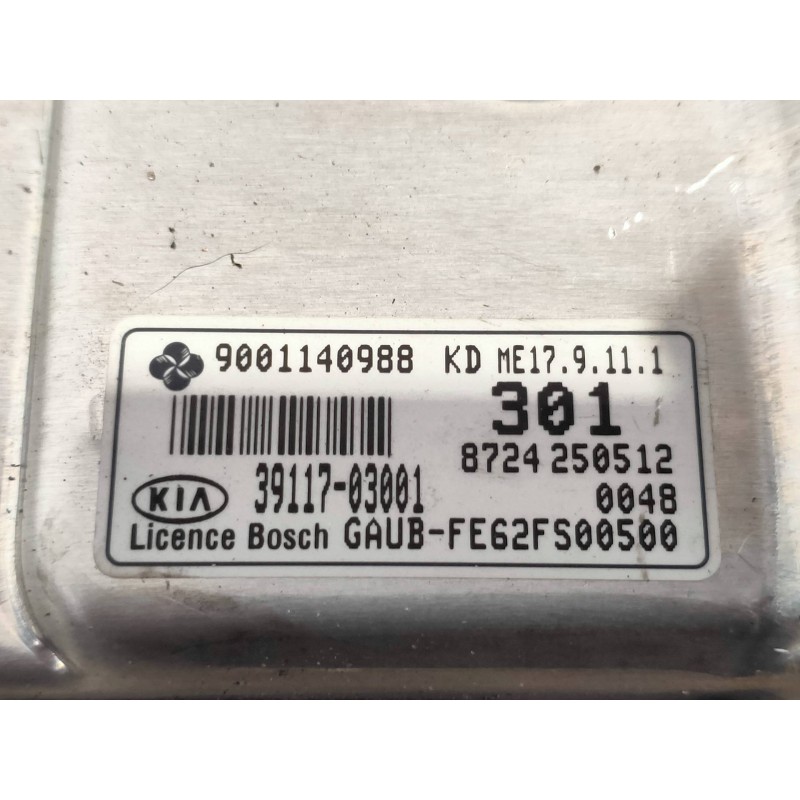 9001140988 KD ME17.9.11.1
301
8724 250512
39117-03001
KIA 0048
Licence Bosch GAUB-FE62FS00500